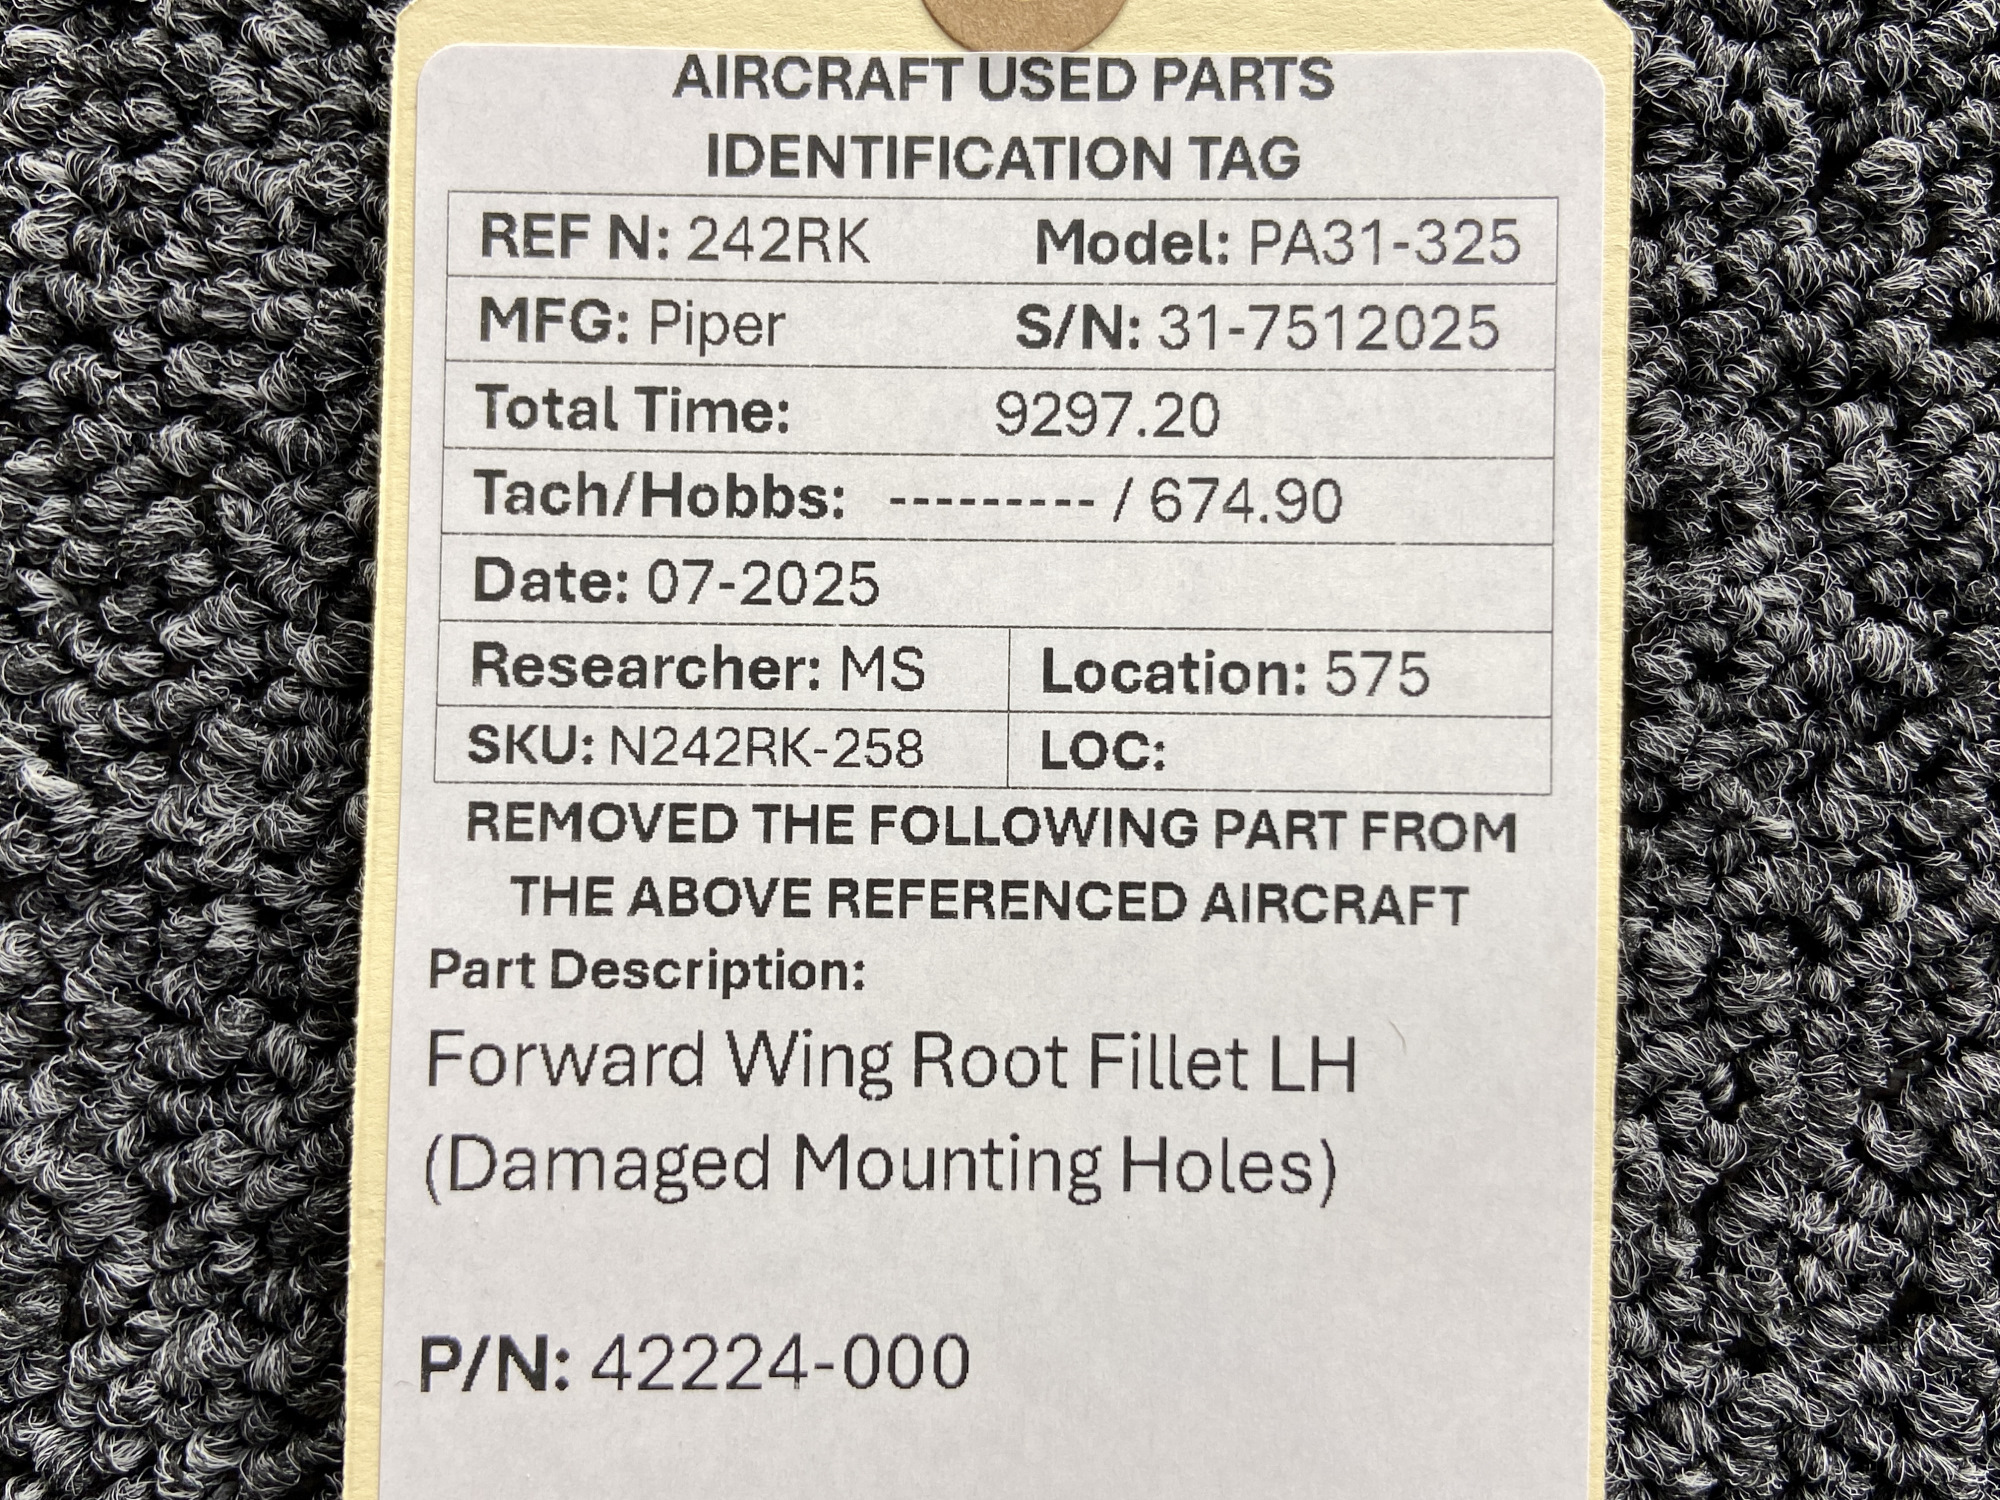 AIRCRAFT USED PARTS
IDENTIFICATION TAG
REF N: 242RK Model: PA31-325
MFG: Piper S/N: 31-7512025
Total Time: 9297.20
Tach/Hobbs: --------- / 674.90
Date: 07-2025
Researcher: MS Location: 575
SKU: N242RK-258 LOC:
REMOVED THE FOLLOWING PART FROM
THE ABOVE REFERENCED AIRCRAFT
Part Description:
Forward Wing Root Fillet LH
(Damaged Mounting Holes)
P/N: 42224-000